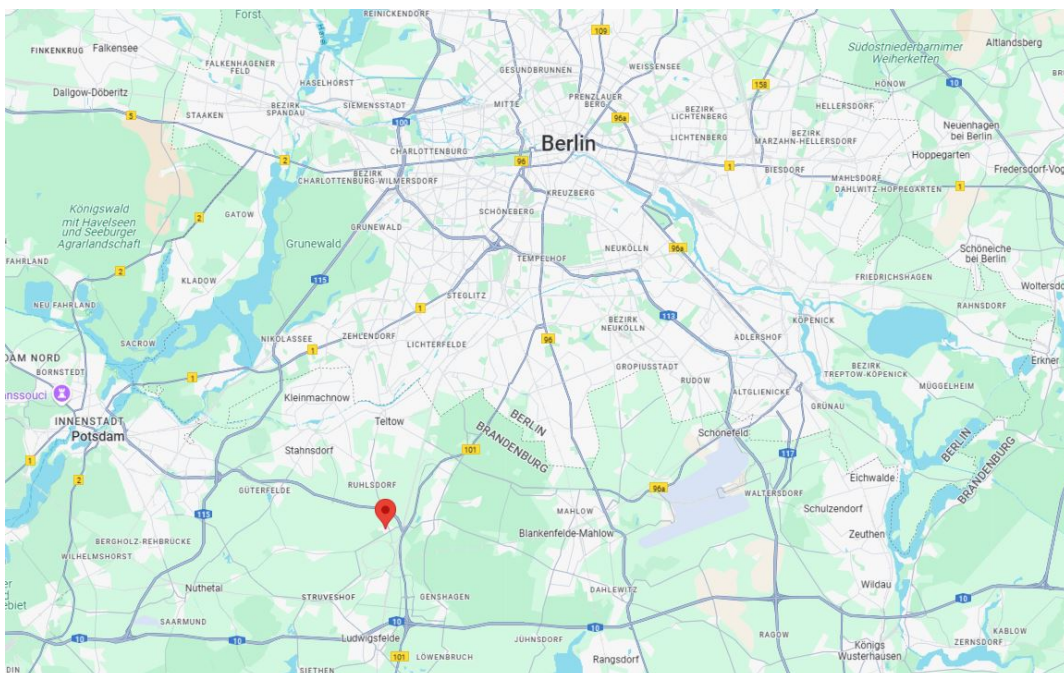 Forst
REINICKENDORF
109
FINKENKRUG
Falkensee
FALKENHAGENER
FELD
HASELHORST
GESUNDBRUNNEN
WEISSENSEE
Südostniederbarnimer
Weiherketten
Altlandsberg
HÖNOW
10
Dallgow-Döberitz
5
STAAKEN
BEZIRK
SPANDAU
SIEMENSSTADT
100
MITTE
PRENZLAUER
BERG
96a
158
BEZIRK
LICHTENBERG
LICHTENBERG
HELLERSDORF
BEZIRK
MARZAHN-HELLERSDORF
Neuenhagen
bei Berlin
Hoppegarten
Berlin
CHARLOTTENBURG
96
2
BEZIRK
CHARLOTTENBURG-WILMERSDORF
1
BIESDORF
MAHLSDORF
DAHLWITZ-HOPPEGARTEN
1
Fredersdorf-Vog
Königswald
mit Havelseen
und Seeburger
Agrarlandschaft
GATOW
2
KREUZBERG
SCHÖNEBERG
GRUNEWALD
Grunewald
NEUKÖLLN
96a
Schöneiche
bei Berlin
FAHRLAND
2
KLADOW
115
TEMPELHOF
FRIEDRICHSHAGEN
Woltersdo
RAHNSDORF
NEU FAHRLAND
STEGLITZ
1
113
BEZIRK
NEUKÖLLN
KÖPENICK
ADLERSHOF
SACROW
NIKOLASSEE
ZEHLENDORF
LICHTERFELDE
96
1
DAM NORD
BORNSTEDT
Erkner
1
GROPIUSSTADT
RUDOW
ALTGLIENICKE
BEZIRK
TREPTOW-KÖPENICK
MÜGGELHEIM
anssouci
Kleinmachnow
GRÜNAU
INNENSTADT
Potsdam
Teltow
BERLIN
BRANDENBURG
Schönefeld
BERLIN
BRANDENBURG
Stahnsdorf
101
117
1
2
96a
WALTERSDORF
Eichwalde
GÜTERFELDE
RUHLSDORF
115
MAHLOW
Schulzendorf
Blankenfelde-Mahlow
Zeuthen
BERGHOLZ-REHBRÜCKE
WILHELMSHORST
Nuthetal
STRUVESHOF
GENSHAGEN
DAHLEWITZ
Wildau
10
SAARMUND
10
10
10
Ludwigsfelde
JÜHNSDORF
RAGOW
KABLOW
ZERNSDORF
101
LÖWENBRUCH
SIETHEN
Rangsdorf
Königs
Wusterhausen